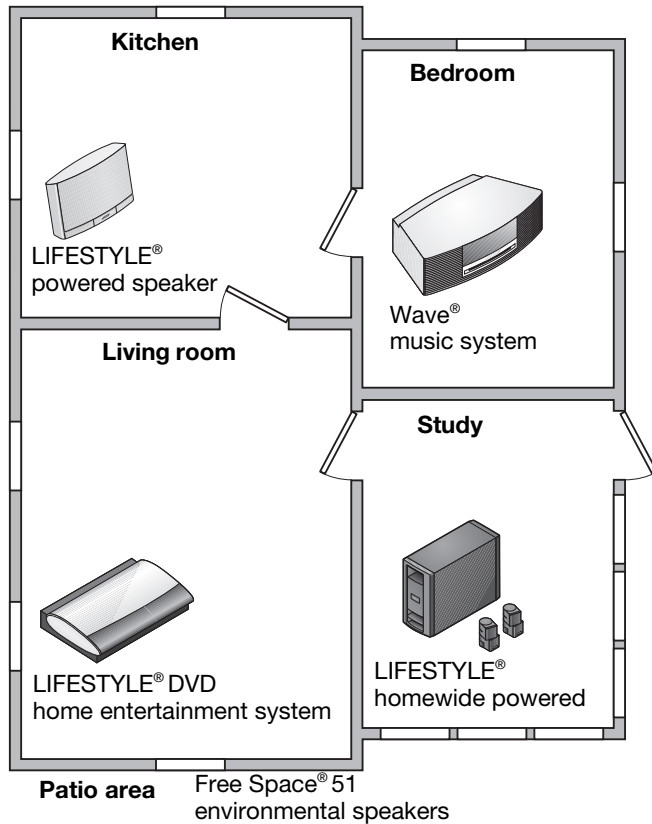 Kitchen
Bedroom
LIFESTYLE®
powered speaker
Wave®
music system
Living room
Study
LIFESTYLE® DVD
home entertainment system
LIFESTYLE®
homewide powered
Patio area
Free Space® 51
environmental speakers